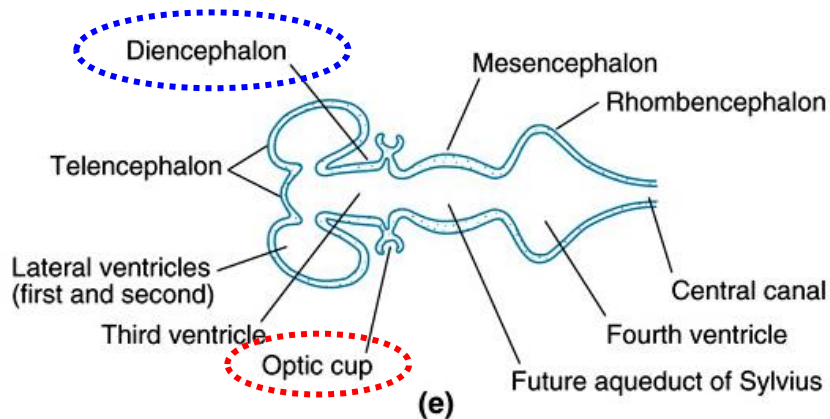 Diencephalon
Mesencephalon
Rhombencephalon
Telencephalon
Lateral ventricles
(first and second)
Central canal
Third ventricle
Fourth ventricle
Optic cup
Future aqueduct of Sylvius
(e)